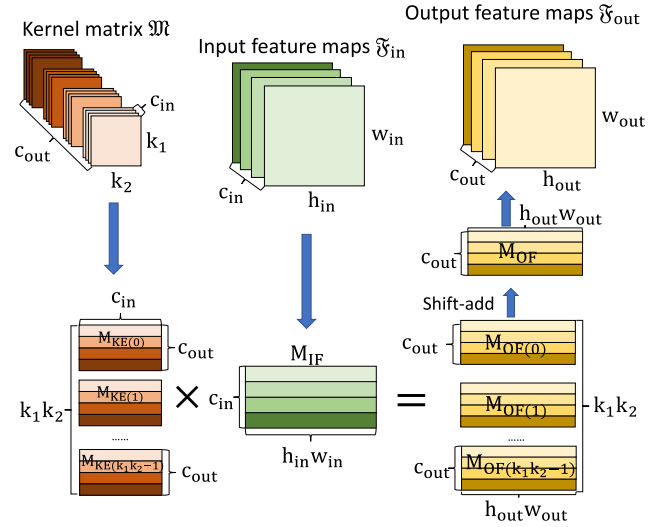 Kernel matrix 𝔐
Input feature maps 𝔉in
Output feature maps 𝔉out
cin
k1
k2
cout
win
hin
cin
wout
hout
cout
houtwout
cout
MOF
Shift-add
cin
MKE(0)
cout
MKE(1)
......
MKE(k1k2−1)
cout
k1k2
×
MIF
cin
hinwin
=
cout
MOF(0)
MOF(1)
......
cout
MOF(k1k2−1)
k1k2
houtwout